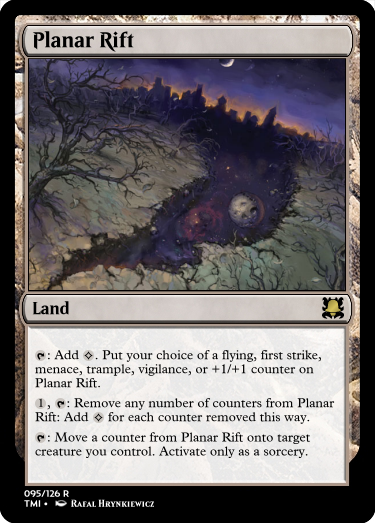 Planar Rift
Land
: Add . Put your choice of a flying, first strike,
menace, trample, vigilance, or +1/+1 counter on
Planar Rift.
1, : Remove any number of counters from Planar
Rift: Add for each counter removed this way.
: Move a counter from Planar Rift onto target
creature you control. Activate only as a sorcery.
095/126 R
TMI • Rafal Hrynkiewicz